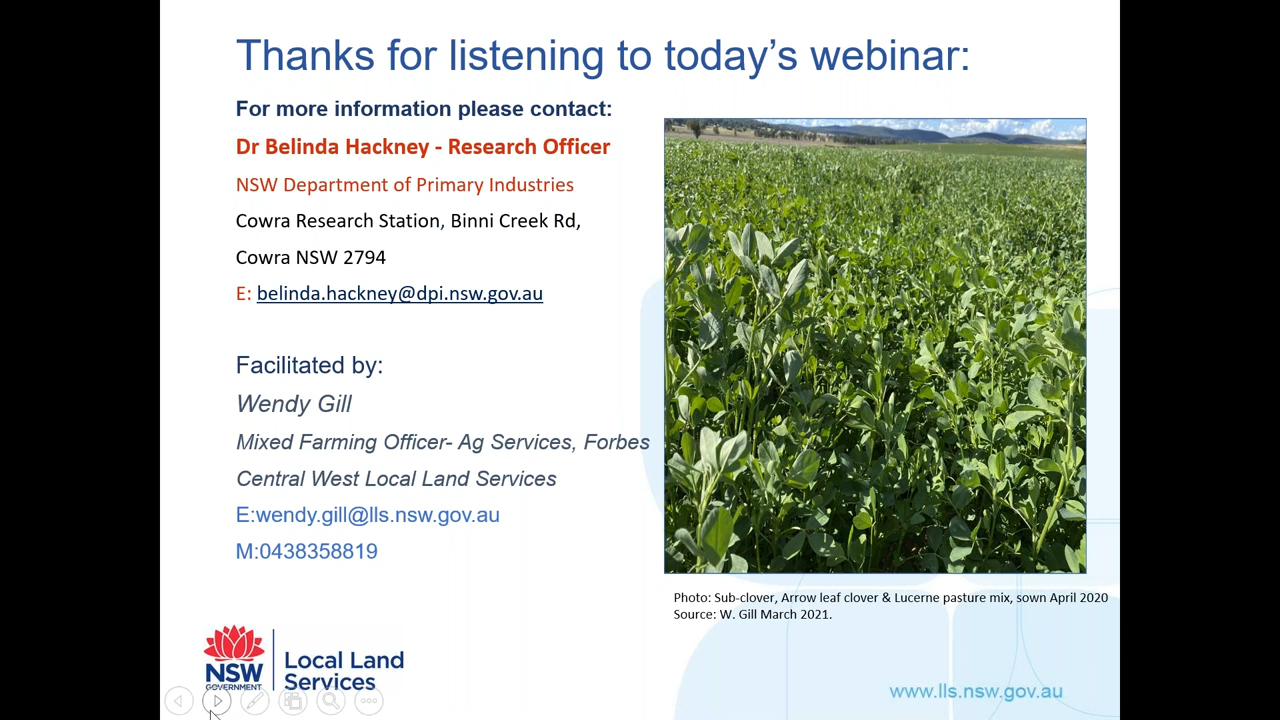 Thanks for listening to today’s webinar:
For more information please contact:
Dr Belinda Hackney - Research Officer
NSW Department of Primary Industries
Cowra Research Station, Binni Creek Rd,
Cowra NSW 2794
E: belinda.hackney@dpi.nsw.gov.au
Facilitated by:
Wendy Gill
Mixed Farming Officer- Ag Services, Forbes
Central West Local Land Services
E:wendy.gill@lls.nsw.gov.au
M:0438358819
Photo: Sub-clover, Arrow leaf clover & Lucerne pasture mix, sown April 2020
Source: W. Gill March 2021.
NSW
GOVERNMENT
Local Land
Services
www.lls.nsw.gov.au